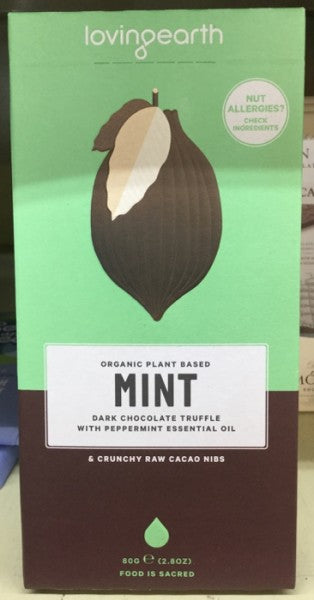 lovingearth
NUT
ALLERGIES?
CHECK
INGREDIENTS
ORGANIC PLANT BASED
MINT
DARK CHOCOLATE TRUFFLE
WITH PEPPERMINT ESSENTIAL OIL
& CRUNCHY RAW CACAO NIBS
80G ℮ (2.8OZ)
FOOD IS SACRED